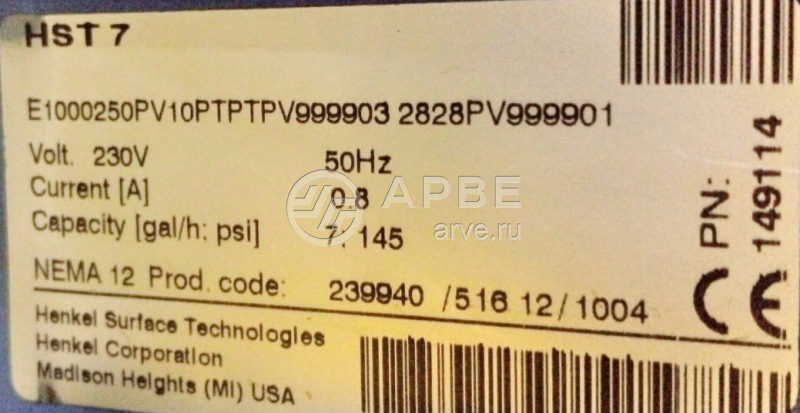 HST 7
E1000250PV10PTPTPV999903 2828PV999901
Volt. 230V 50Hz
Current [A] 0.8
Capacity [gal/h: psi] 7: 145
NEMA 12 Prod. code: 239940 /516 12/1004
Henkel Surface Technologies
Henkel Corporation
Madison Heights (MI) USA
PN: 149114
CE
АРВЕ
arve.ru